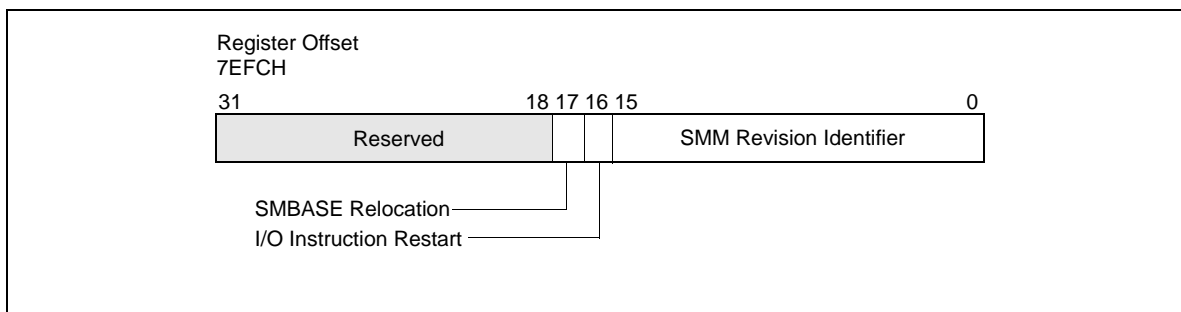 Register Offset
7EFCH
31 18 17 16 15 0
Reserved SMM Revision Identifier
SMBASE Relocation
I/O Instruction Restart